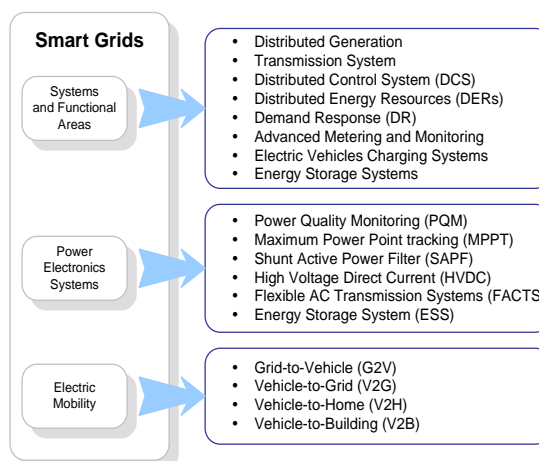 Smart Grids
Systems
and Functional
Areas
• Distributed Generation
• Transmission System
• Distributed Control System (DCS)
• Distributed Energy Resources (DERs)
• Demand Response (DR)
• Advanced Metering and Monitoring
• Electric Vehicles Charging Systems
• Energy Storage Systems
Power
Electronics
Systems
• Power Quality Monitoring (PQM)
• Maximum Power Point tracking (MPPT)
• Shunt Active Power Filter (SAPF)
• High Voltage Direct Current (HVDC)
• Flexible AC Transmission Systems (FACTS
• Energy Storage System (ESS)
Electric
Mobility
• Grid-to-Vehicle (G2V)
• Vehicle-to-Grid (V2G)
• Vehicle-to-Home (V2H)
• Vehicle-to-Building (V2B)